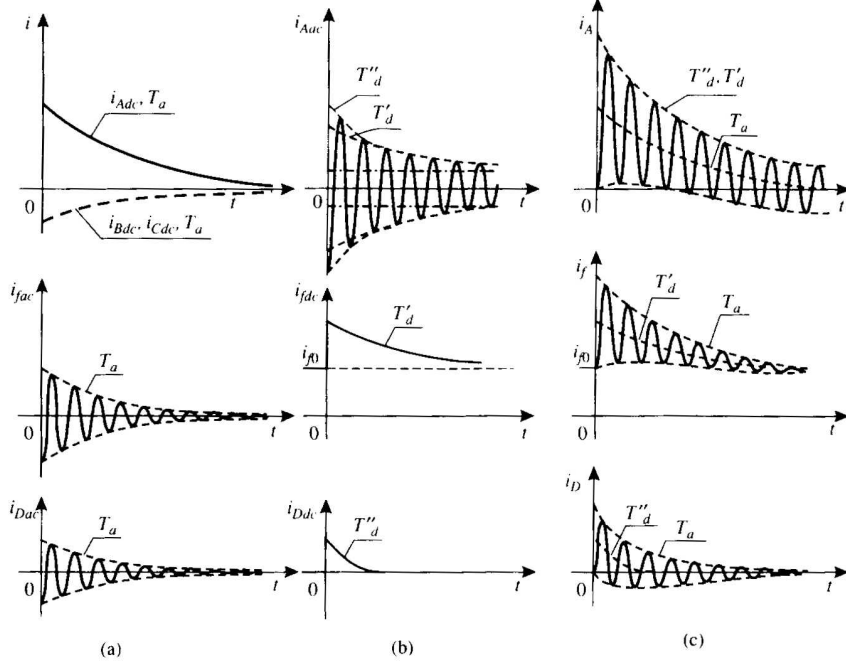 i
i_Adc, T_a
0
t
i_Bdc, i_Cdc, T_a
i_Aac
T″_d
T′_d
0
t
i_A
T″_d, T′_d
T_a
0
t
i_fac
T_a
0
t
i_fdc
T′_d
i_f0
0
t
i_f
T′_d
T_a
i_f0
0
t
i_Dac
T_a
0
t
i_Ddc
T″_d
0
t
i_D
T″_d
T_a
0
t
(a)
(b)
(c)